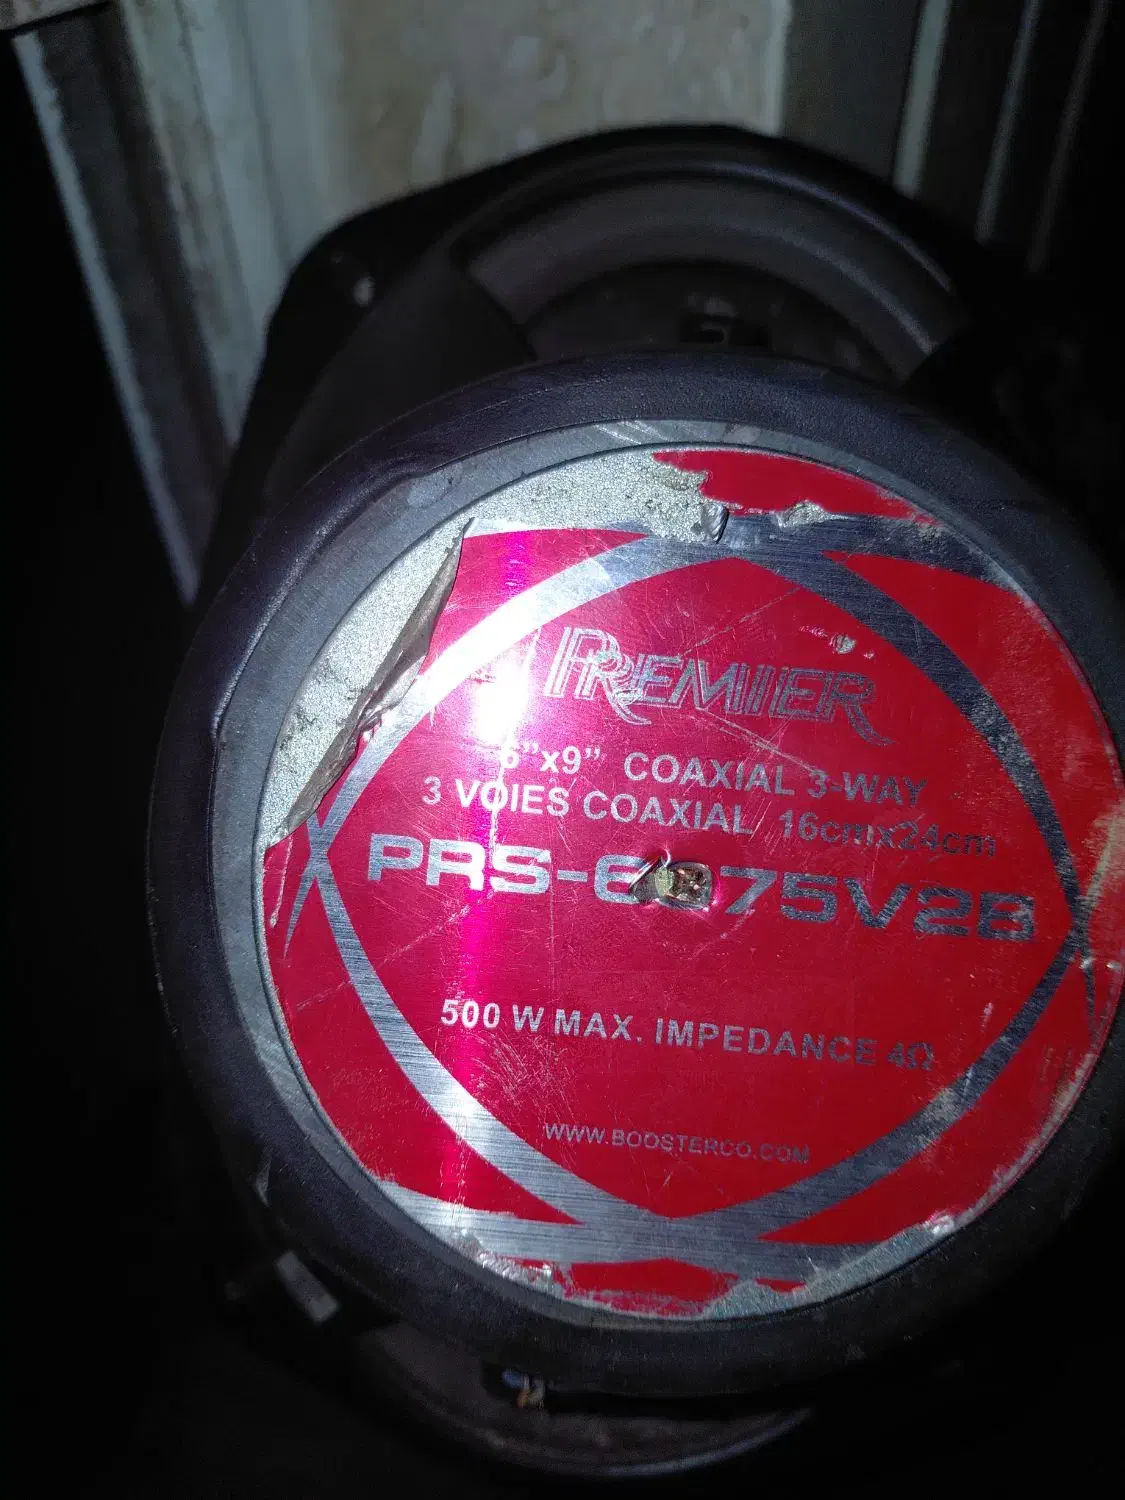 PREMIER
6"x9" COAXIAL 3-WAY
3 VOIES COAXIAL 16cmx24cm
500 W MAX. IMPEDANCE 4Ω
WWW.BOOSTERCO.COM